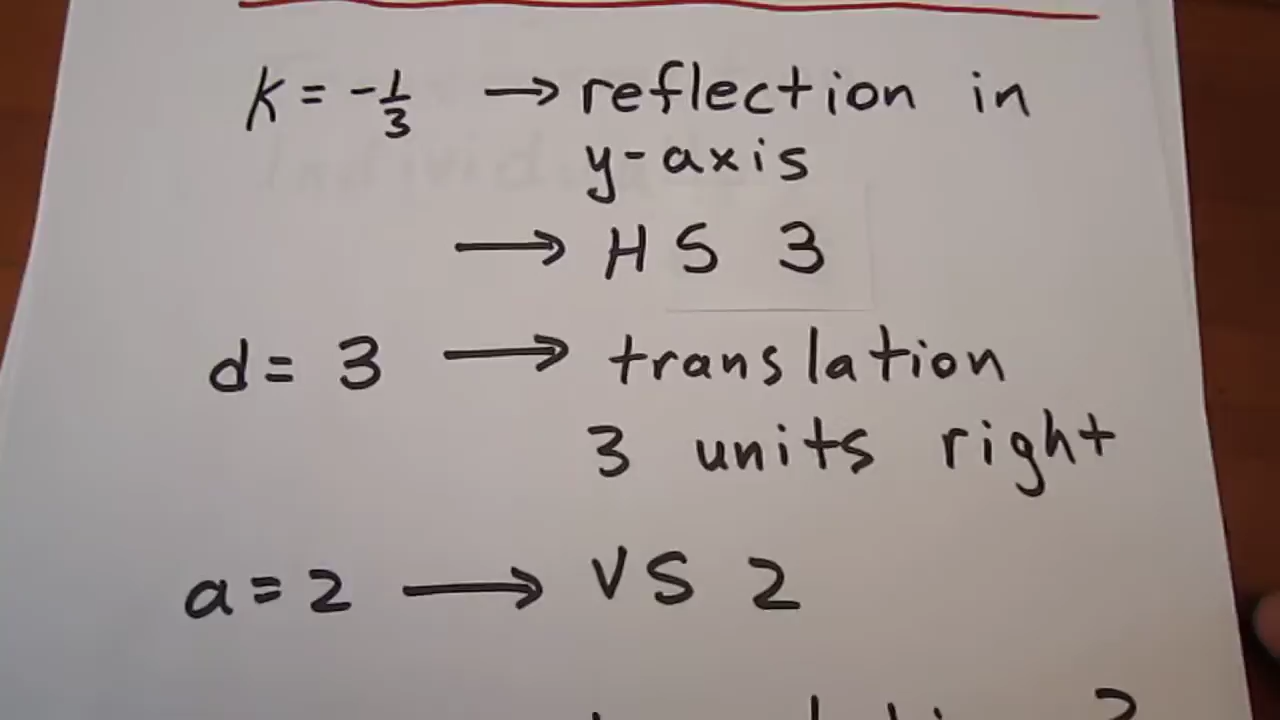 k = -1/3 → reflection in
y-axis
→ HS 3
d = 3 → translation
3 units right
a = 2 → VS 2